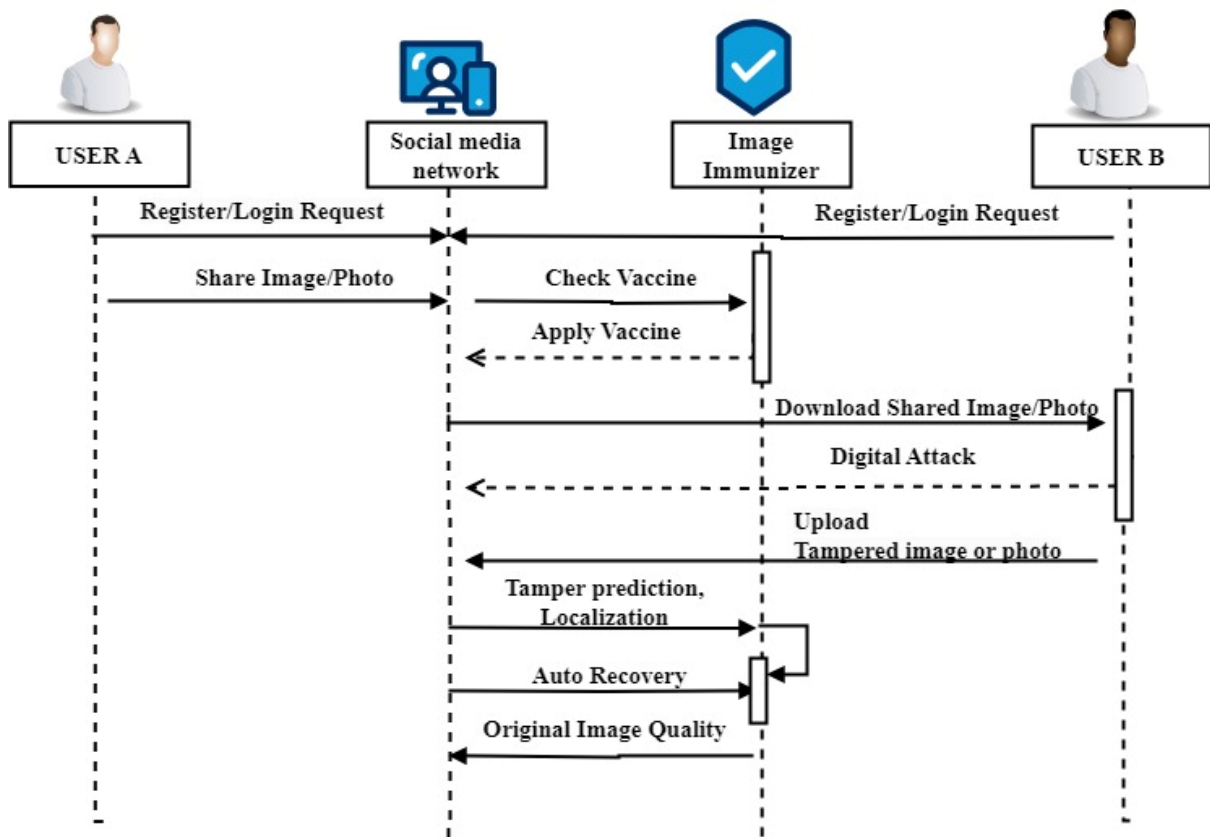 USER A
Social media
network
Image
Immunizer
USER B
Register/Login Request
Register/Login Request
Share Image/Photo
Check Vaccine
Apply Vaccine
Download Shared Image/Photo
Digital Attack
Upload
Tampered image or photo
Tamper prediction,
Localization
Auto Recovery
Original Image Quality